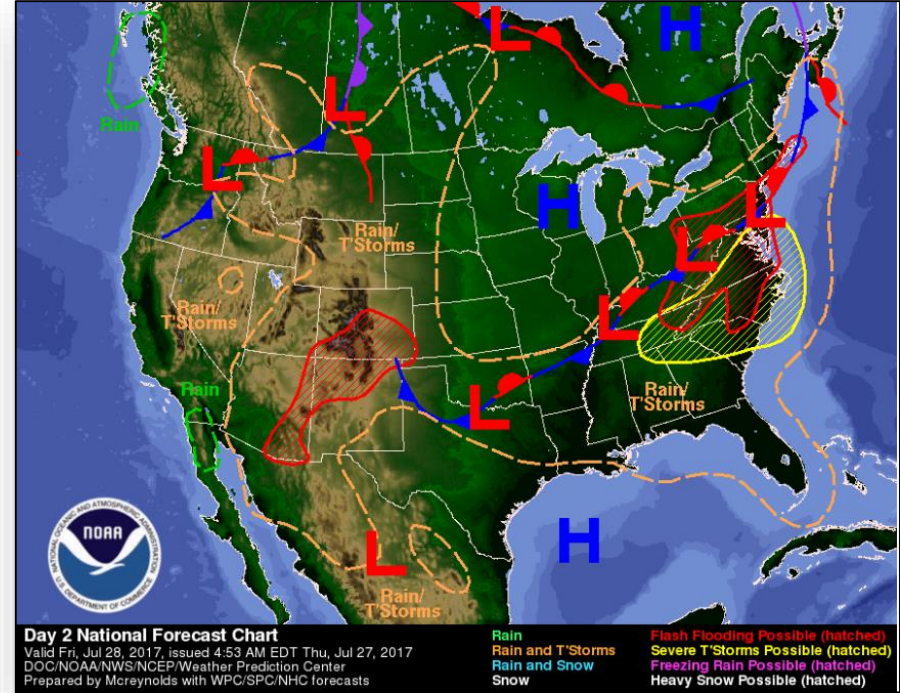 H
L
L
Rain
L
H
L
Rain/
T'Storms
L
Rain/
T'Storms
L
Rain
L
Rain/
T'Storms
H
L
Rain/
T'Storms
NATIONAL OCEANIC AND ATMOSPHERIC ADMINISTRATION
NOAA
U.S. DEPARTMENT OF COMMERCE
Day 2 National Forecast Chart
Valid Fri, Jul 28, 2017, issued 4:53 AM EDT Thu, Jul 27, 2017
DOC/NOAA/NWS/NCEP/Weather Prediction Center
Prepared by Mcreynolds with WPC/SPC/NHC forecasts
Rain
Rain and T'Storms
Rain and Snow
Snow
Flash Flooding Possible (hatched)
Severe T'Storms Possible (hatched)
Freezing Rain Possible (hatched)
Heavy Snow Possible (hatched)